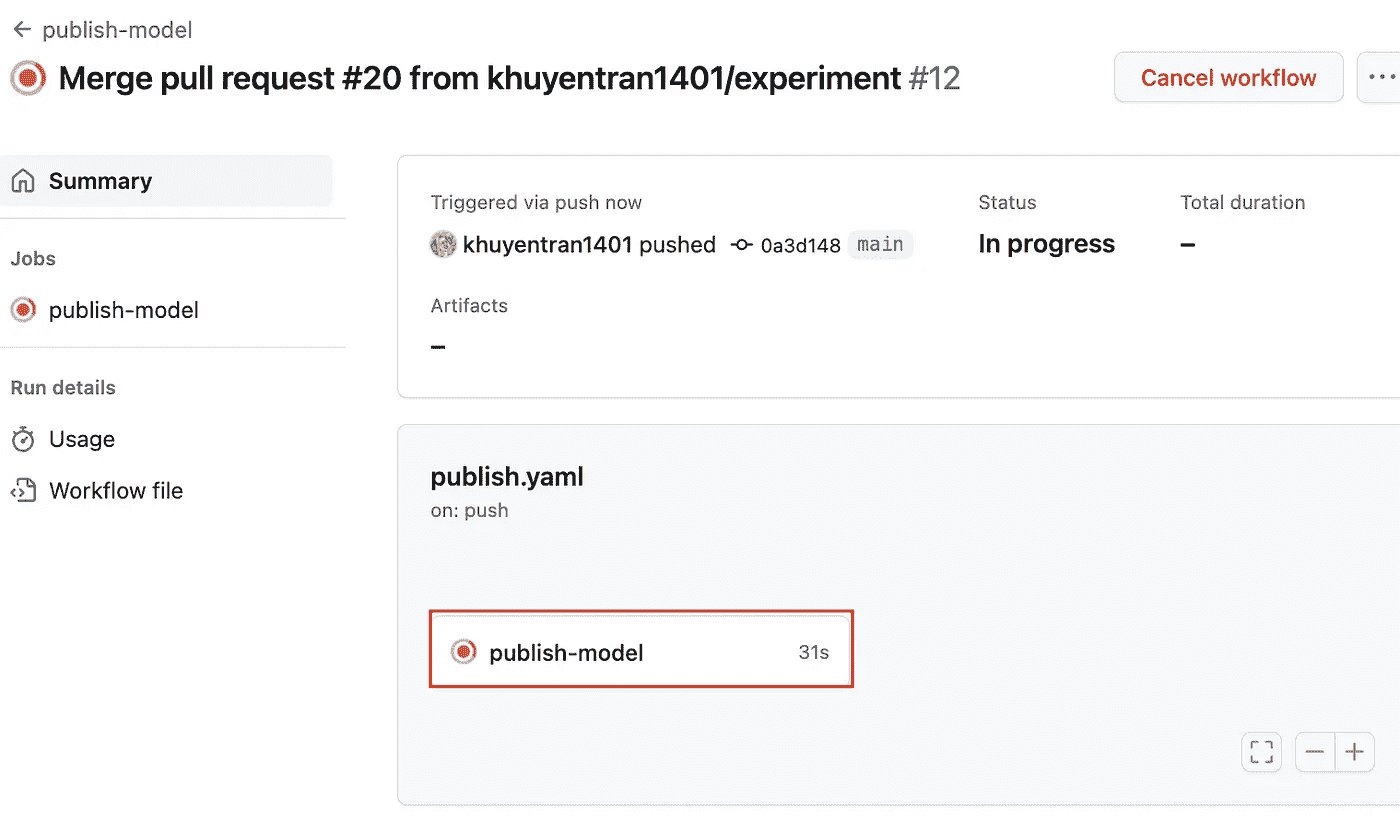 publish-model
Merge pull request #20 from khuyentran1401/experiment #12
Cancel workflow
Summary
Jobs
publish-model
Run details
Usage
Workflow file
Triggered via push now
khuyentran1401 pushed 0a3d148 main
Status
In progress
Total duration
–
Artifacts
–
publish.yaml
on: push
publish-model 31s